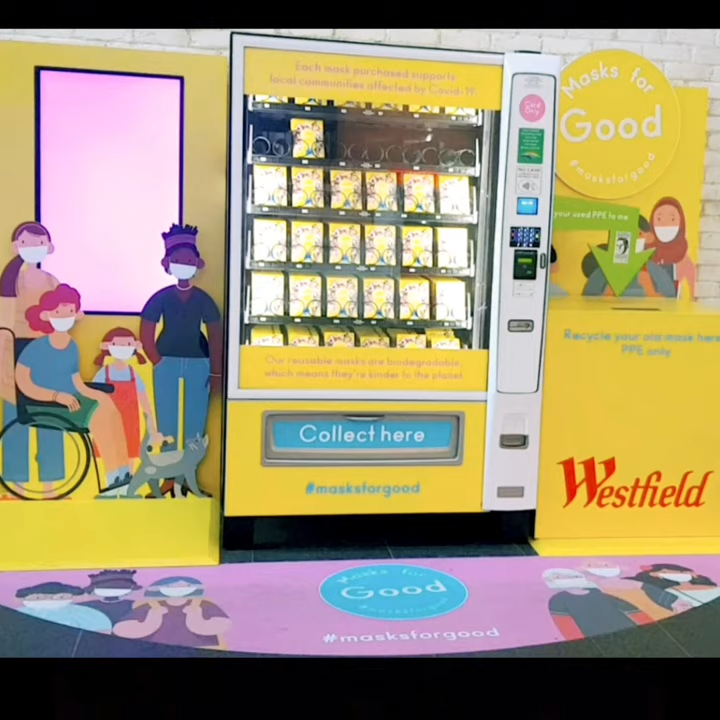 Each mask purchased supports
local communities affected by Covid-19.
Masks for
Good
#masksforgood
your used PPE to me
Recycle your old mask here
PPE only
Our reusable masks are biodegradable,
which means they're kinder to the planet
Collect here
#masksforgood
Westfield
Masks for
Good
#masksforgood
#masksforgood